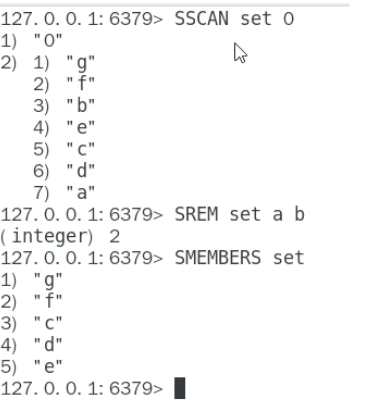 127.0.0.1:6379> SSCAN set 0
1) "0"
2) 1) "g"
   2) "f"
   3) "b"
   4) "e"
   5) "c"
   6) "d"
   7) "a"
127.0.0.1:6379> SREM set a b
(integer) 2
127.0.0.1:6379> SMEMBERS set
1) "g"
2) "f"
3) "c"
4) "d"
5) "e"
127.0.0.1:6379>